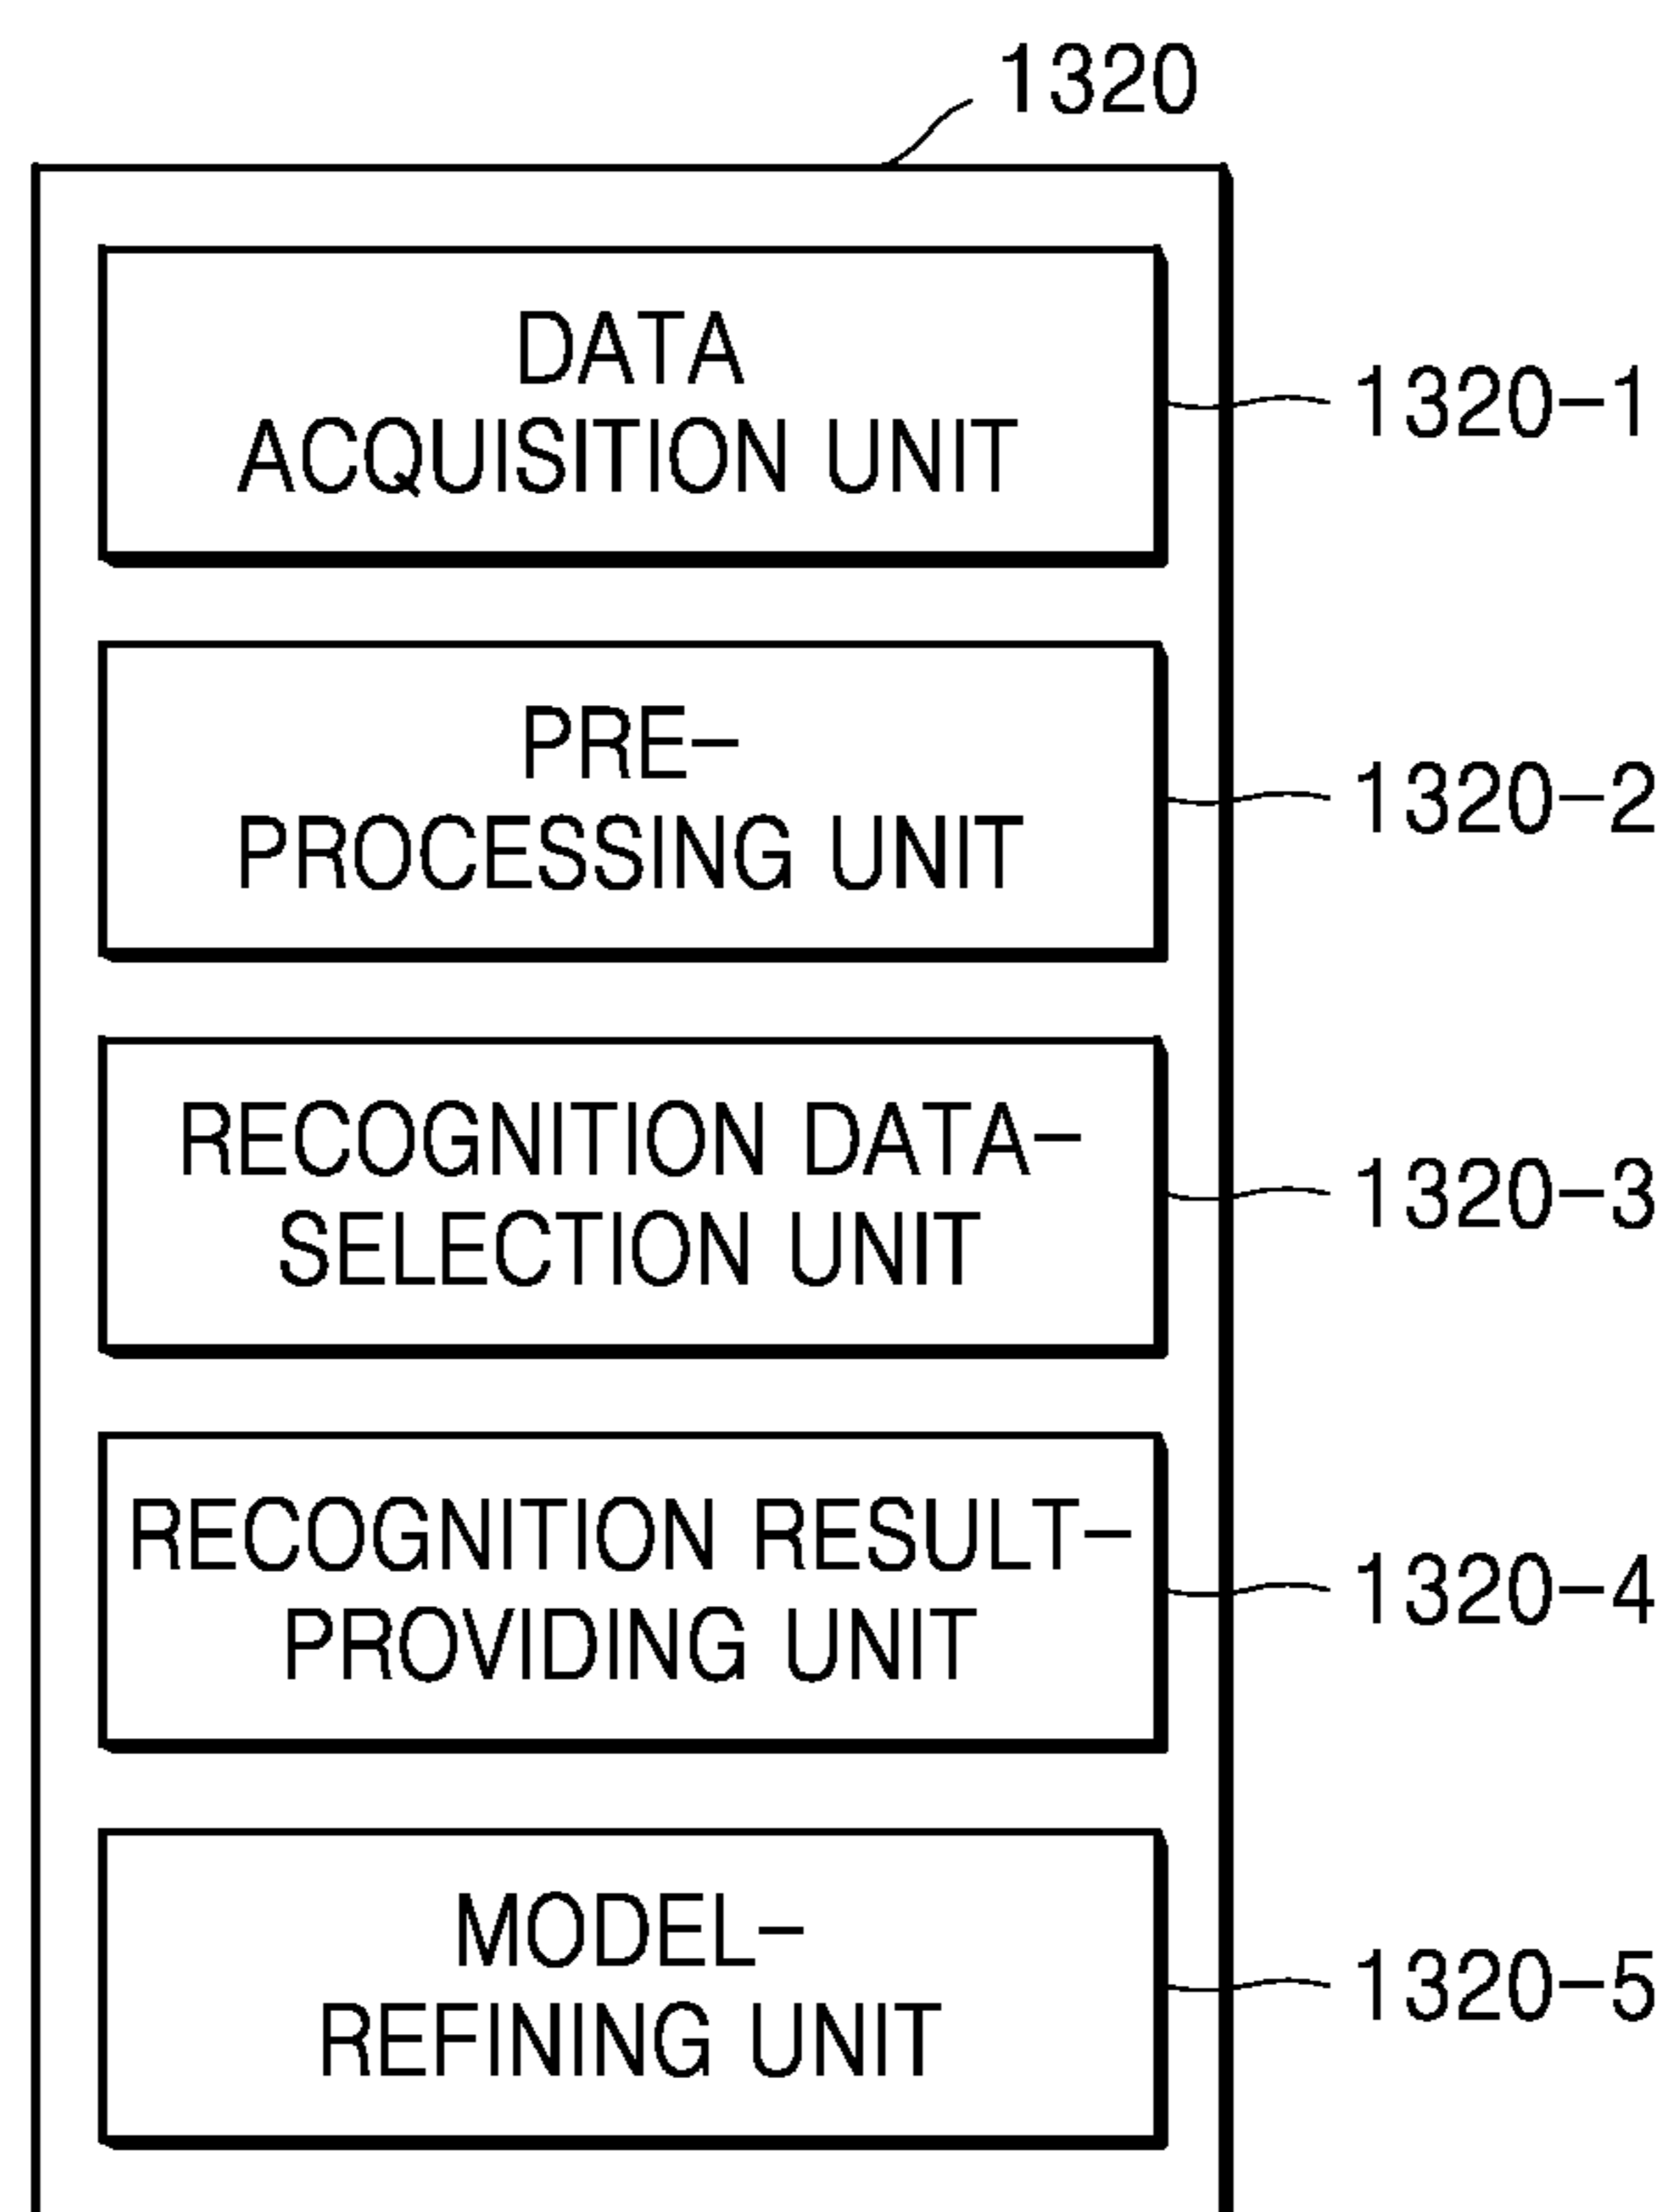 1320
DATA
ACQUISITION UNIT
1320-1
PRE-
PROCESSING UNIT
1320-2
RECOGNITION DATA-
SELECTION UNIT
1320-3
RECOGNITION RESULT-
PROVIDING UNIT
1320-4
MODEL-
REFINING UNIT
1320-5